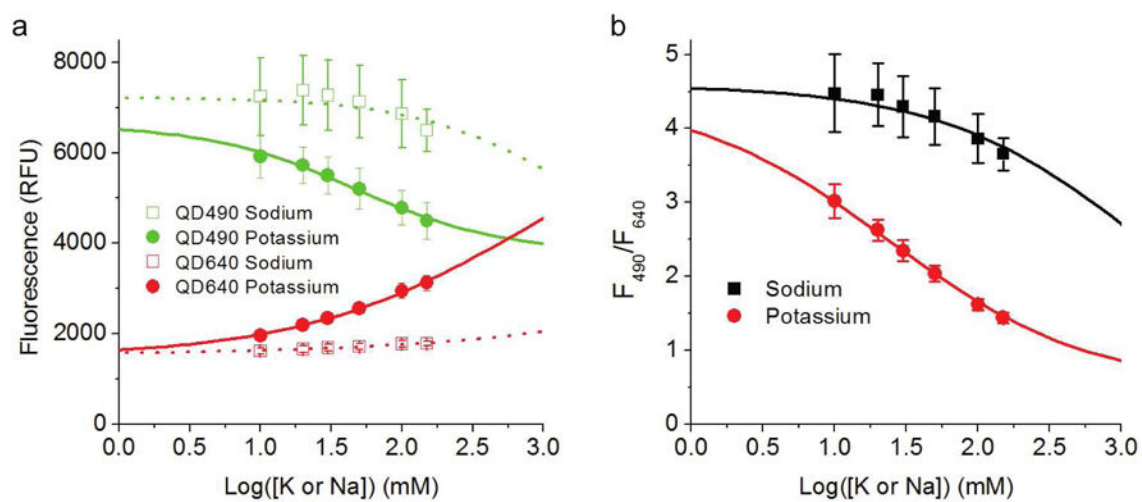 a
8000
6000
4000
2000
0
Fluorescence (RFU)
QD490 Sodium
QD490 Potassium
QD640 Sodium
QD640 Potassium
0.0 0.5 1.0 1.5 2.0 2.5 3.0
Log([K or Na]) (mM)
b
5
4
3
2
1
0
F490/F640
Sodium
Potassium
0.0 0.5 1.0 1.5 2.0 2.5 3.0
Log([K or Na]) (mM)